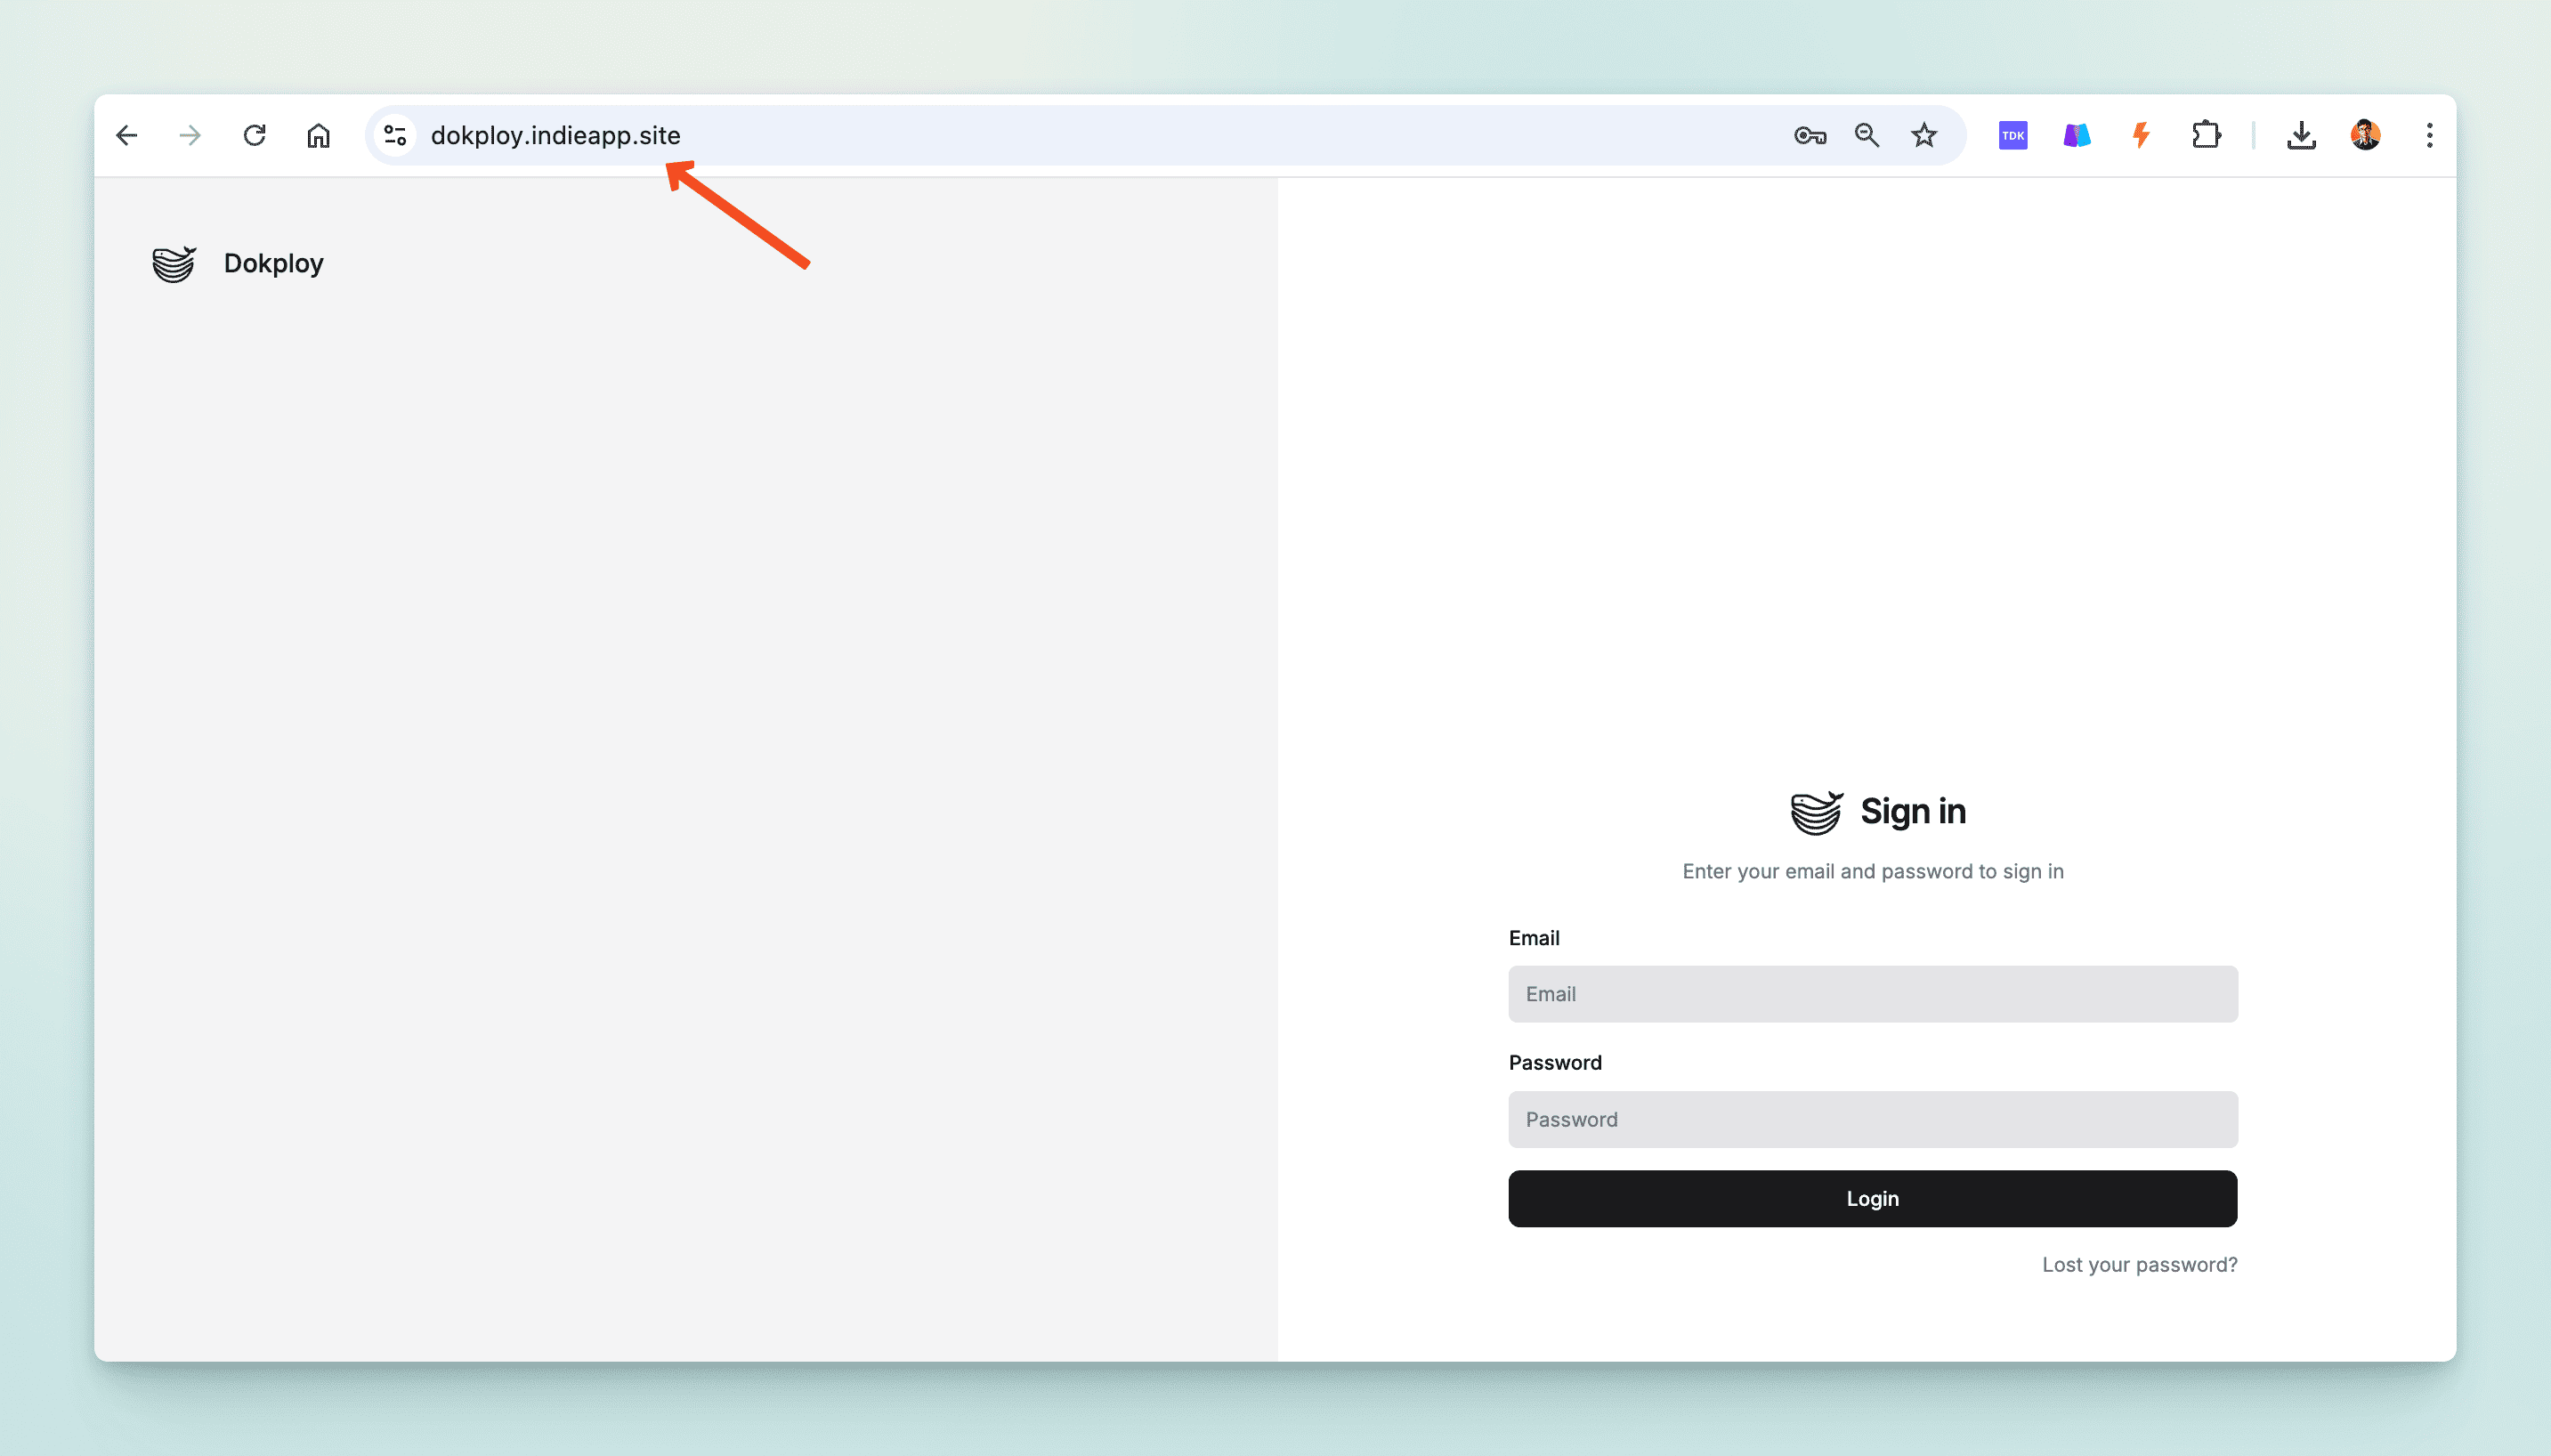 dokploy.indieapp.site
TDK
Dokploy
Sign in
Enter your email and password to sign in
Email
Email
Password
Password
Login
Lost your password?